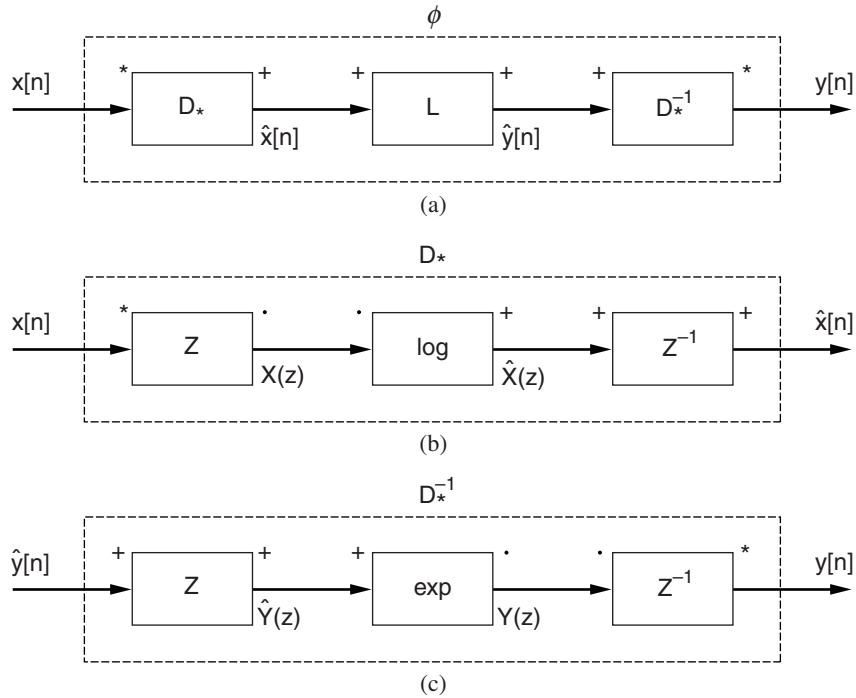 ϕ
x[n] * D* + x̂[n] + L + ŷ[n] + D*⁻¹ * y[n]
(a)
D*
x[n] * Z · X(z) · log + X̂(z) + Z⁻¹ + x̂[n]
(b)
D*⁻¹
ŷ[n] + Z + Ŷ(z) + exp · Y(z) · Z⁻¹ * y[n]
(c)